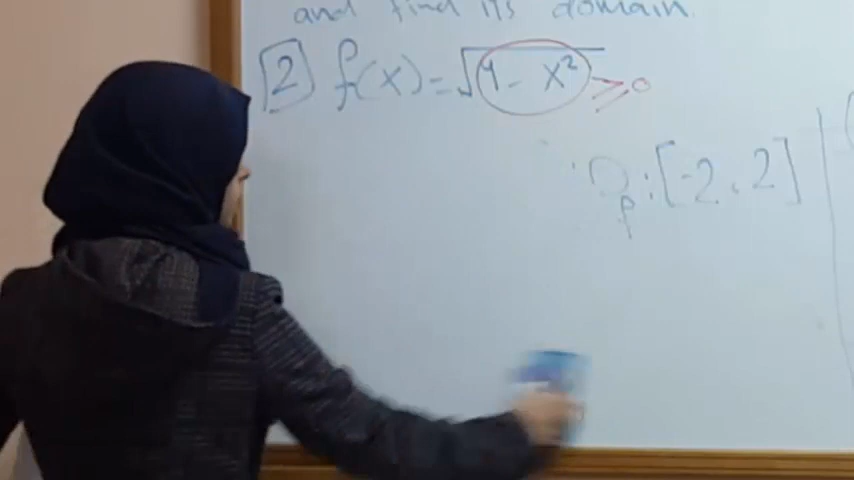 and find its domain.
[2] f(x) = √(4 - x²) ≥ 0
D_f : [-2, 2]